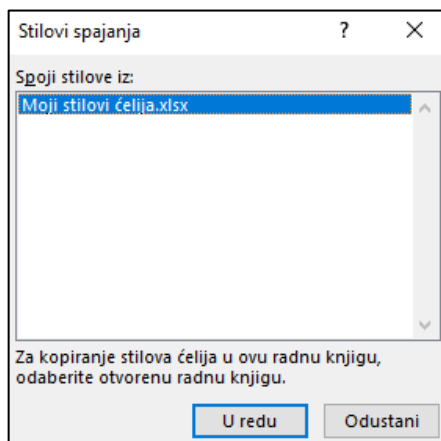 Stilovi spajanja ? ×
Spoji stilove iz:
Moji stilovi ćelija.xlsx
Za kopiranje stilova ćelija u ovu radnu knjigu,
odaberite otvorenu radnu knjigu.
U redu Odustani